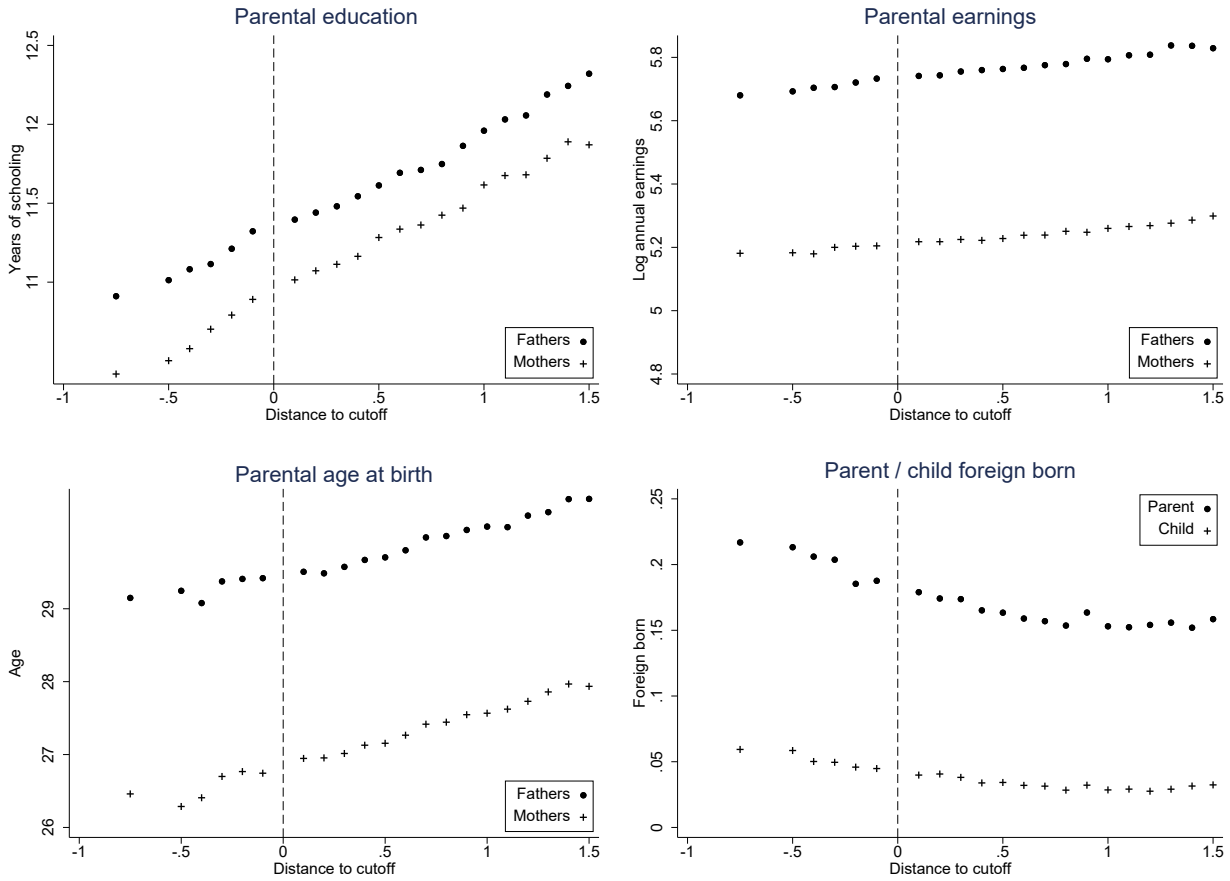 Parental education
Years of schooling
12.5
12
11.5
11
Fathers
Mothers
-1 -.5 0 .5 1 1.5
Distance to cutoff
Parental earnings
Log annual earnings
5.8
5.6
5.4
5.2
5
4.8
Fathers
Mothers
-1 -.5 0 .5 1 1.5
Distance to cutoff
Parental age at birth
Age
29
28
27
26
Fathers
Mothers
-1 -.5 0 .5 1 1.5
Distance to cutoff
Parent / child foreign born
Foreign born
.25
.2
.15
.1
.05
0
Parent
Child
-1 -.5 0 .5 1 1.5
Distance to cutoff